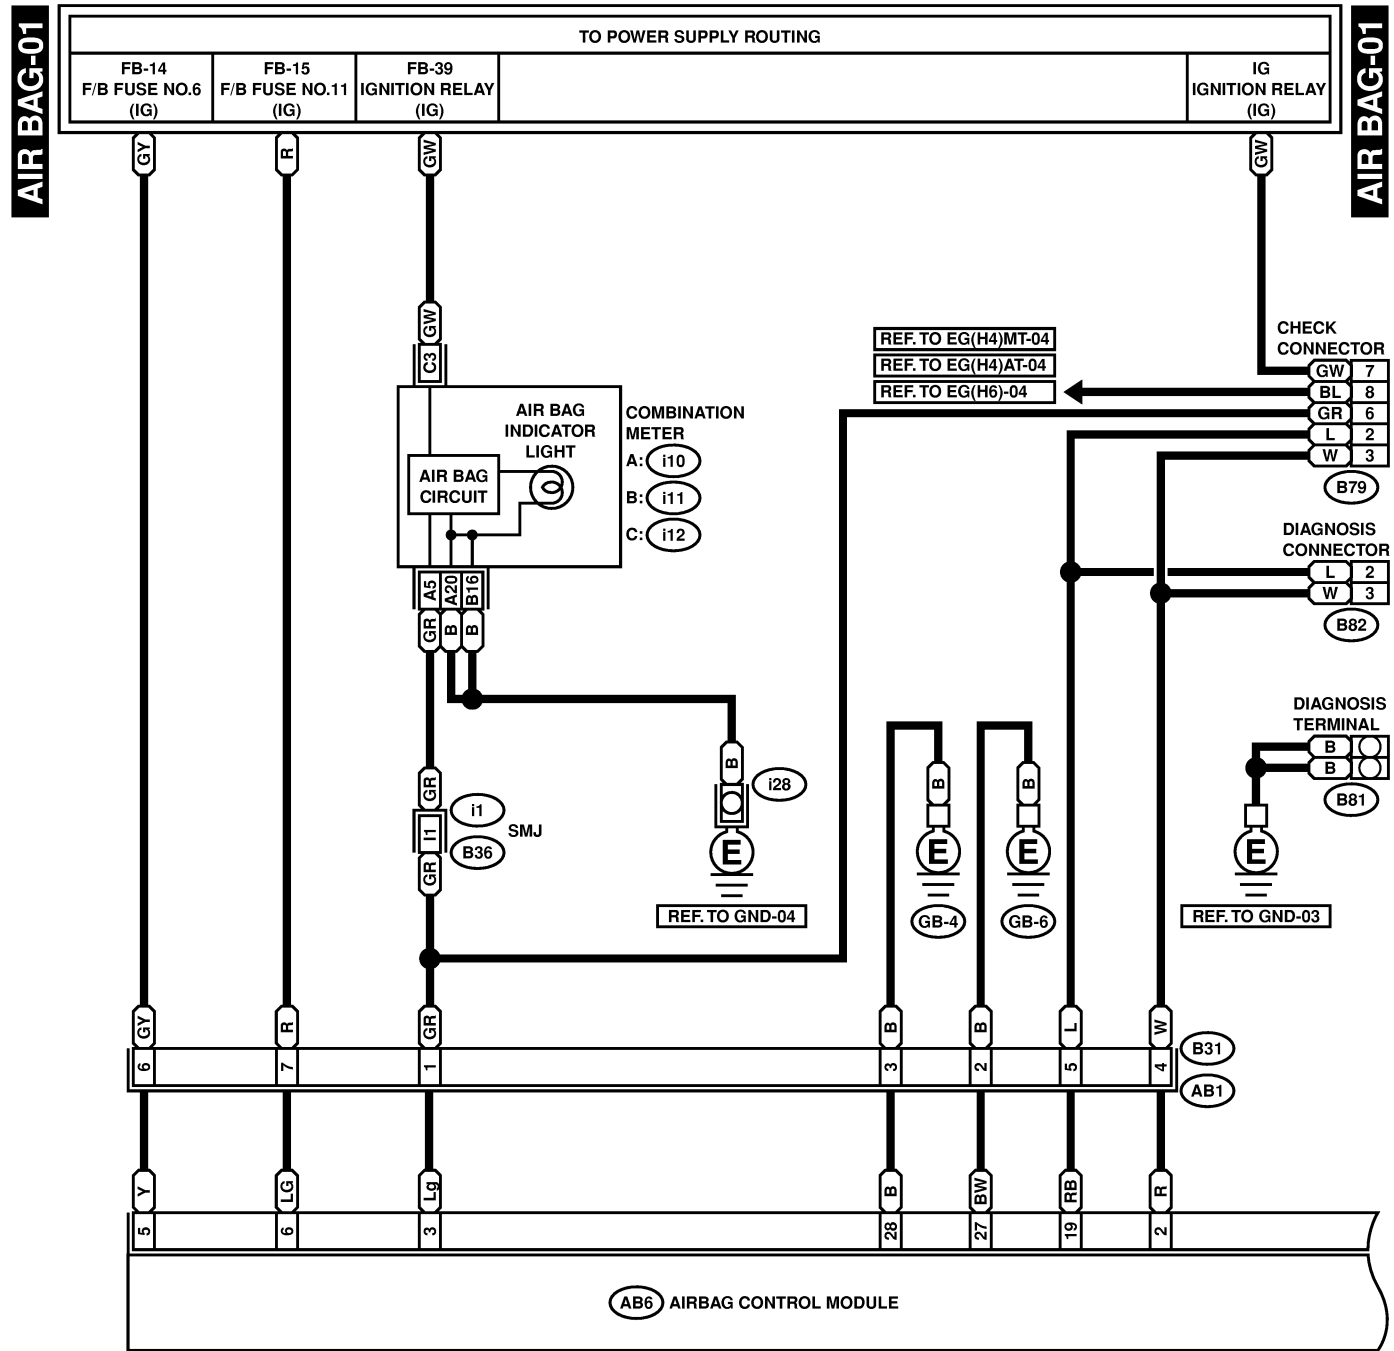 AIR BAG-01
AIR BAG-01
TO POWER SUPPLY ROUTING
FB-14
F/B FUSE NO.6
(IG)
FB-15
F/B FUSE NO.11
(IG)
FB-39
IGNITION RELAY
(IG)
IG
IGNITION RELAY
(IG)
GY
R
GW
GW
GW
C3
REF. TO EG(H4)MT-04
REF. TO EG(H4)AT-04
REF. TO EG(H6)-04
CHECK
CONNECTOR
GW 7
BL 8
GR 6
L 2
W 3
B79
AIR BAG
INDICATOR
LIGHT
AIR BAG
CIRCUIT
COMBINATION
METER
A: i10
B: i11
C: i12
DIAGNOSIS
CONNECTOR
L 2
W 3
B82
A5 A20 B16
GR B B
DIAGNOSIS
TERMINAL
B
B
B81
GR
I1
GR
i1
SMJ
B36
B
i28
E
REF. TO GND-04
B
E
GB-4
B
E
GB-6
E
REF. TO GND-03
GY R GR B B L W
6 7 1 3 2 5 4
B31
AB1
Y LG Lg B BW RB R
5 6 3 28 27 19 2
AB6 AIRBAG CONTROL MODULE